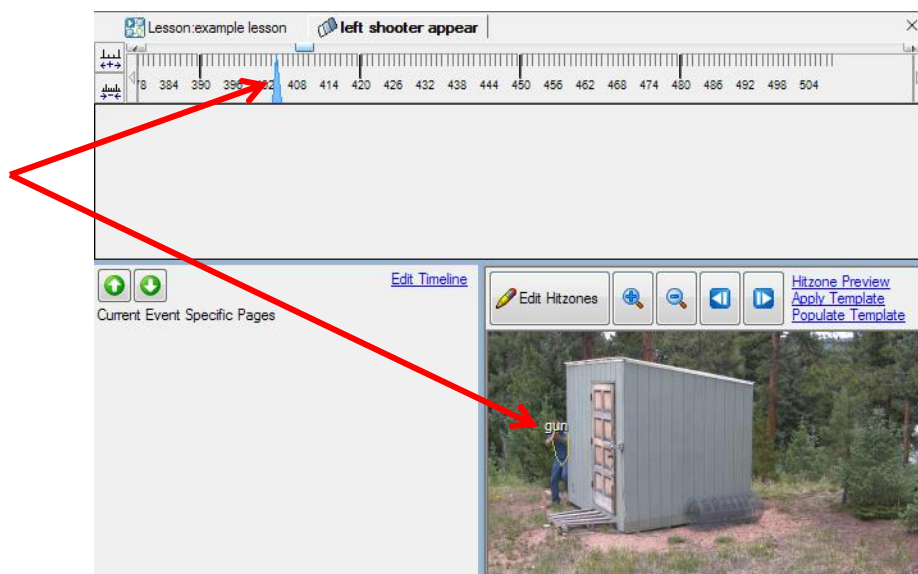 Lesson:example lesson left shooter appear
384 390 396 408 414 420 426 432 438 444 450 456 462 468 474 480 486 492 498 504
Edit Timeline
Current Event Specific Pages
Edit Hitzones
Hitzone Preview
Apply Template
Populate Template
gun